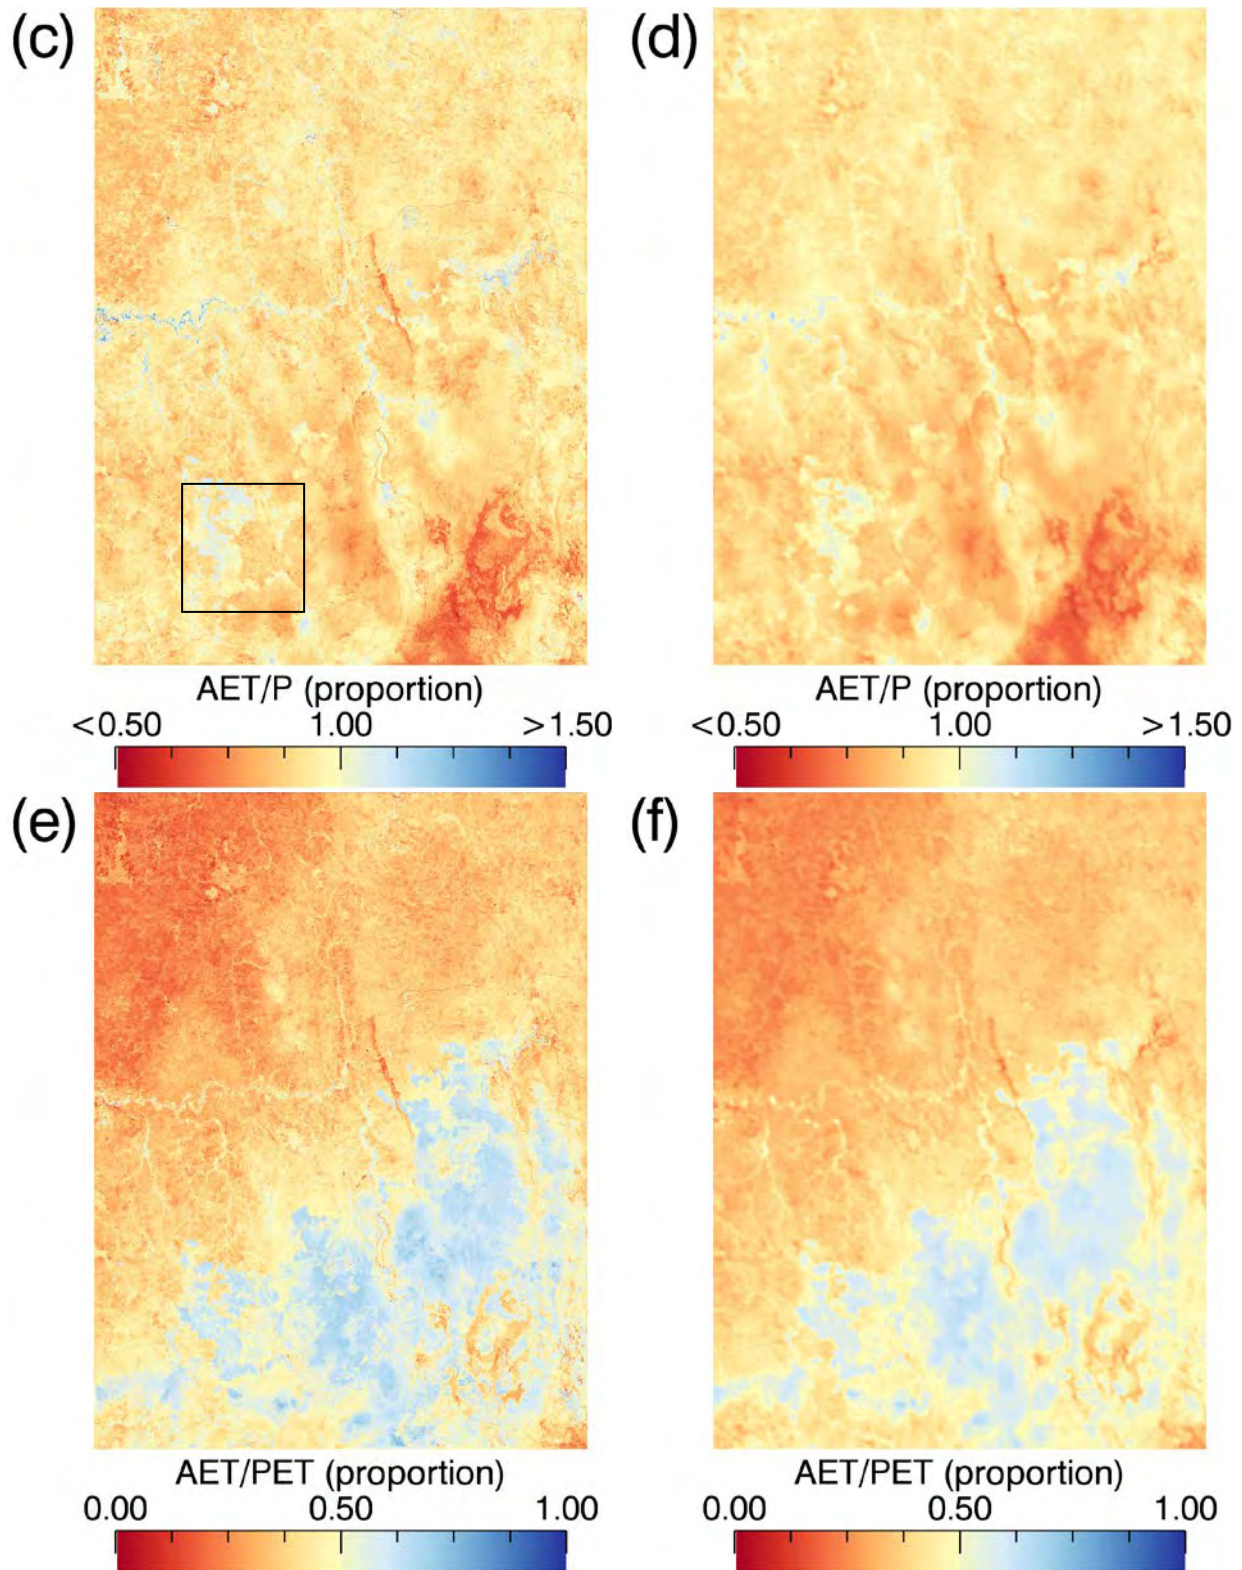 (c)
(d)
AET/P (proportion)
<0.50 1.00 >1.50
AET/P (proportion)
<0.50 1.00 >1.50
(e)
(f)
AET/PET (proportion)
0.00 0.50 1.00
AET/PET (proportion)
0.00 0.50 1.00